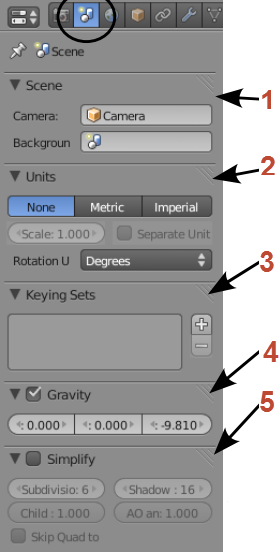 Scene
Scene
1
Camera: Camera
Backgroun
Units
2
None Metric Imperial
Scale: 1.000 Separate Unit
Rotation U Degrees
3
Keying Sets
4
Gravity
0.000 0.000 -9.810
5
Simplify
Subdivisio: 6 Shadow : 16
Child : 1.000 AO an: 1.000
Skip Quad to